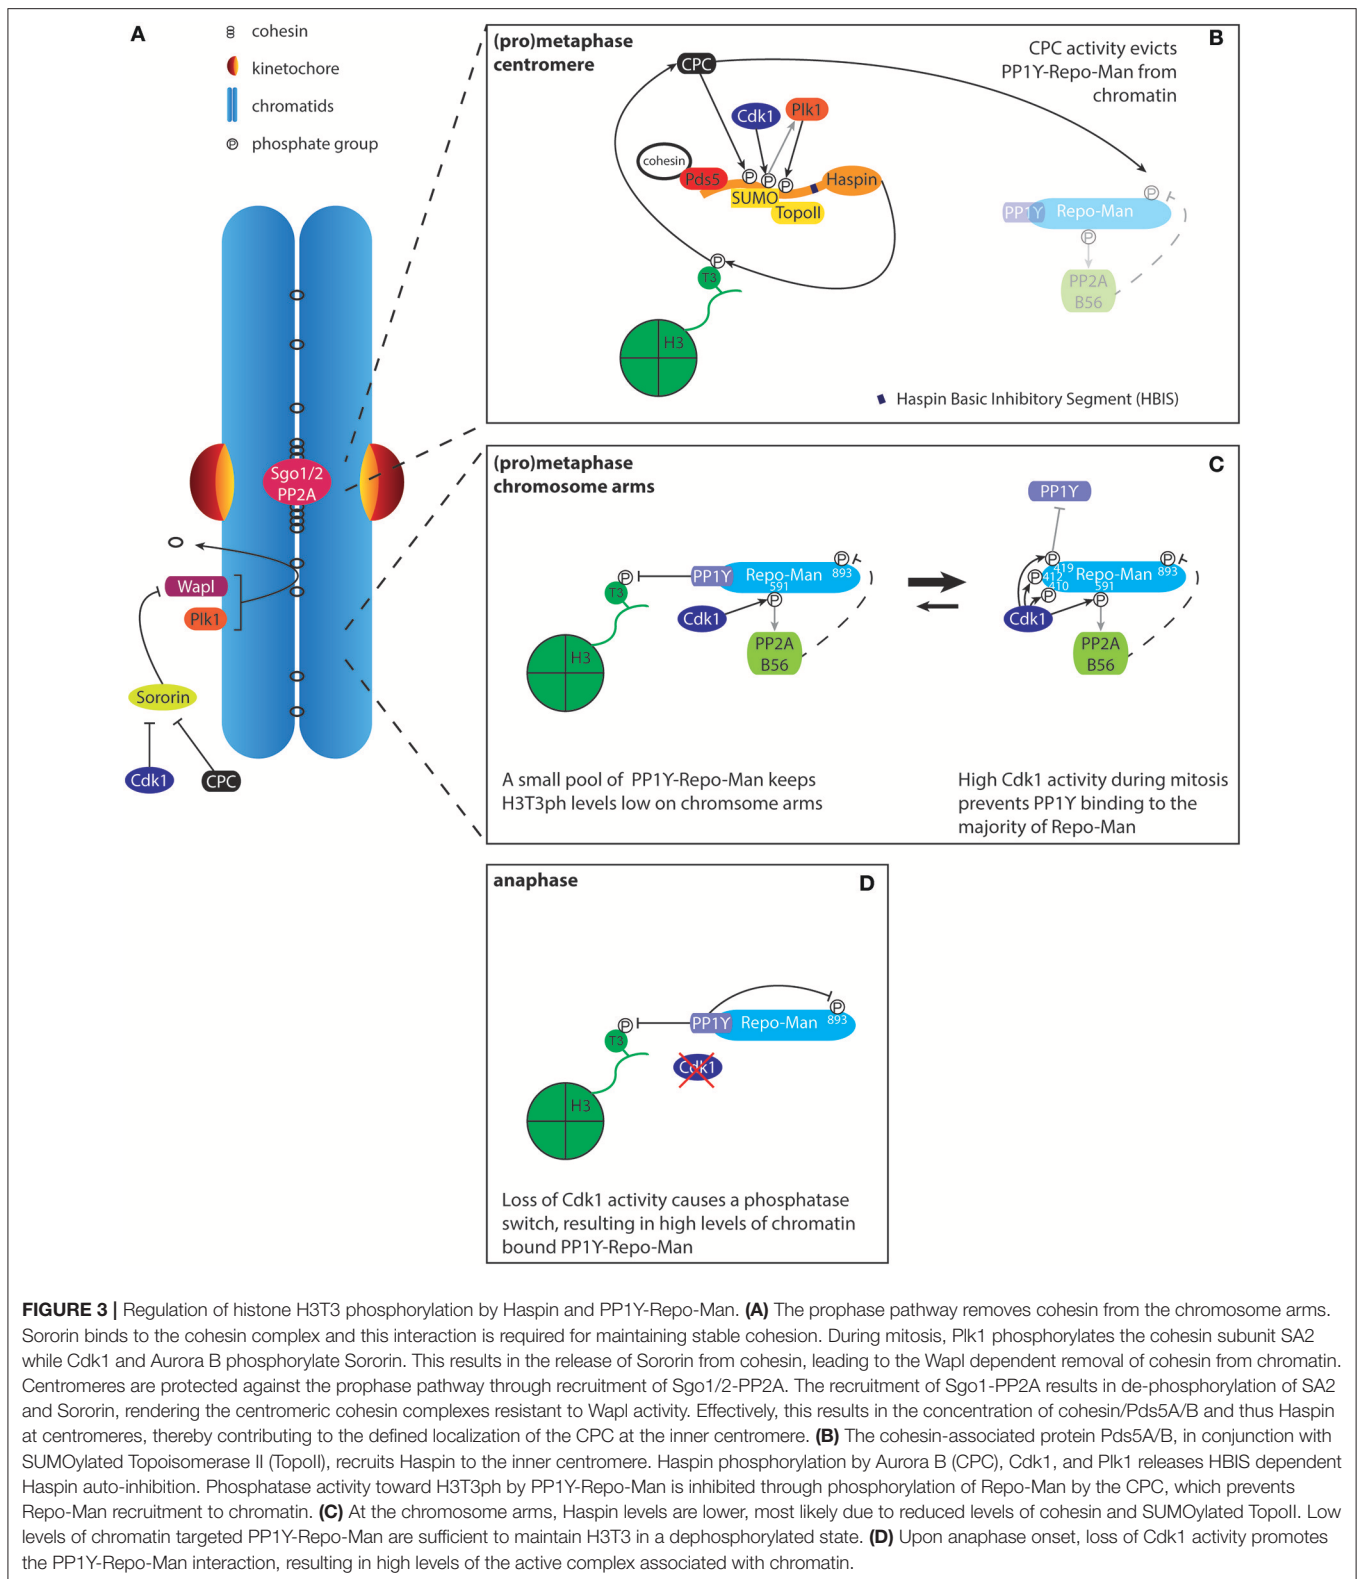 A
cohesin
kinetochore
chromatids
P phosphate group
Sgo1/2
PP2A
Wapl
Plk1
Sororin
Cdk1
CPC
(pro)metaphase
centromere
B
CPC activity evicts
PP1Υ-Repo-Man from
chromatin
CPC
Cdk1
Plk1
cohesin
Pds5
P
P
P
SUMO
TopoII
Haspin
P
T3
H3
P
PP1Υ
Repo-Man
P
PP2A
B56
Haspin Basic Inhibitory Segment (HBIS)
(pro)metaphase
chromosome arms
C
P
T3
H3
PP1Υ
Repo-Man
591
893
P
Cdk1
P
PP2A
B56
A small pool of PP1Υ-Repo-Man keeps
H3T3ph levels low on chromsome arms
PP1Υ
P
P
P
419
412
410
Repo-Man
591
893
P
Cdk1
P
PP2A
B56
High Cdk1 activity during mitosis
prevents PP1Υ binding to the
majority of Repo-Man
anaphase
D
P
T3
H3
PP1Υ
Repo-Man
893
P
Cdk1
Loss of Cdk1 activity causes a phosphatase
switch, resulting in high levels of chromatin
bound PP1Υ-Repo-Man
FIGURE 3 | Regulation of histone H3T3 phosphorylation by Haspin and PP1Υ-Repo-Man. (A) The prophase pathway removes cohesin from the chromosome arms.
Sororin binds to the cohesin complex and this interaction is required for maintaining stable cohesion. During mitosis, Plk1 phosphorylates the cohesin subunit SA2
while Cdk1 and Aurora B phosphorylate Sororin. This results in the release of Sororin from cohesin, leading to the Wapl dependent removal of cohesin from chromatin.
Centromeres are protected against the prophase pathway through recruitment of Sgo1/2-PP2A. The recruitment of Sgo1-PP2A results in de-phosphorylation of SA2
and Sororin, rendering the centromeric cohesin complexes resistant to Wapl activity. Effectively, this results in the concentration of cohesin/Pds5A/B and thus Haspin
at centromeres, thereby contributing to the defined localization of the CPC at the inner centromere. (B) The cohesin-associated protein Pds5A/B, in conjunction with
SUMOylated Topoisomerase II (TopoII), recruits Haspin to the inner centromere. Haspin phosphorylation by Aurora B (CPC), Cdk1, and Plk1 releases HBIS dependent
Haspin auto-inhibition. Phosphatase activity toward H3T3ph by PP1Υ-Repo-Man is inhibited through phosphorylation of Repo-Man by the CPC, which prevents
Repo-Man recruitment to chromatin. (C) At the chromosome arms, Haspin levels are lower, most likely due to reduced levels of cohesin and SUMOylated TopoII. Low
levels of chromatin targeted PP1Υ-Repo-Man are sufficient to maintain H3T3 in a dephosphorylated state. (D) Upon anaphase onset, loss of Cdk1 activity promotes
the PP1Υ-Repo-Man interaction, resulting in high levels of the active complex associated with chromatin.